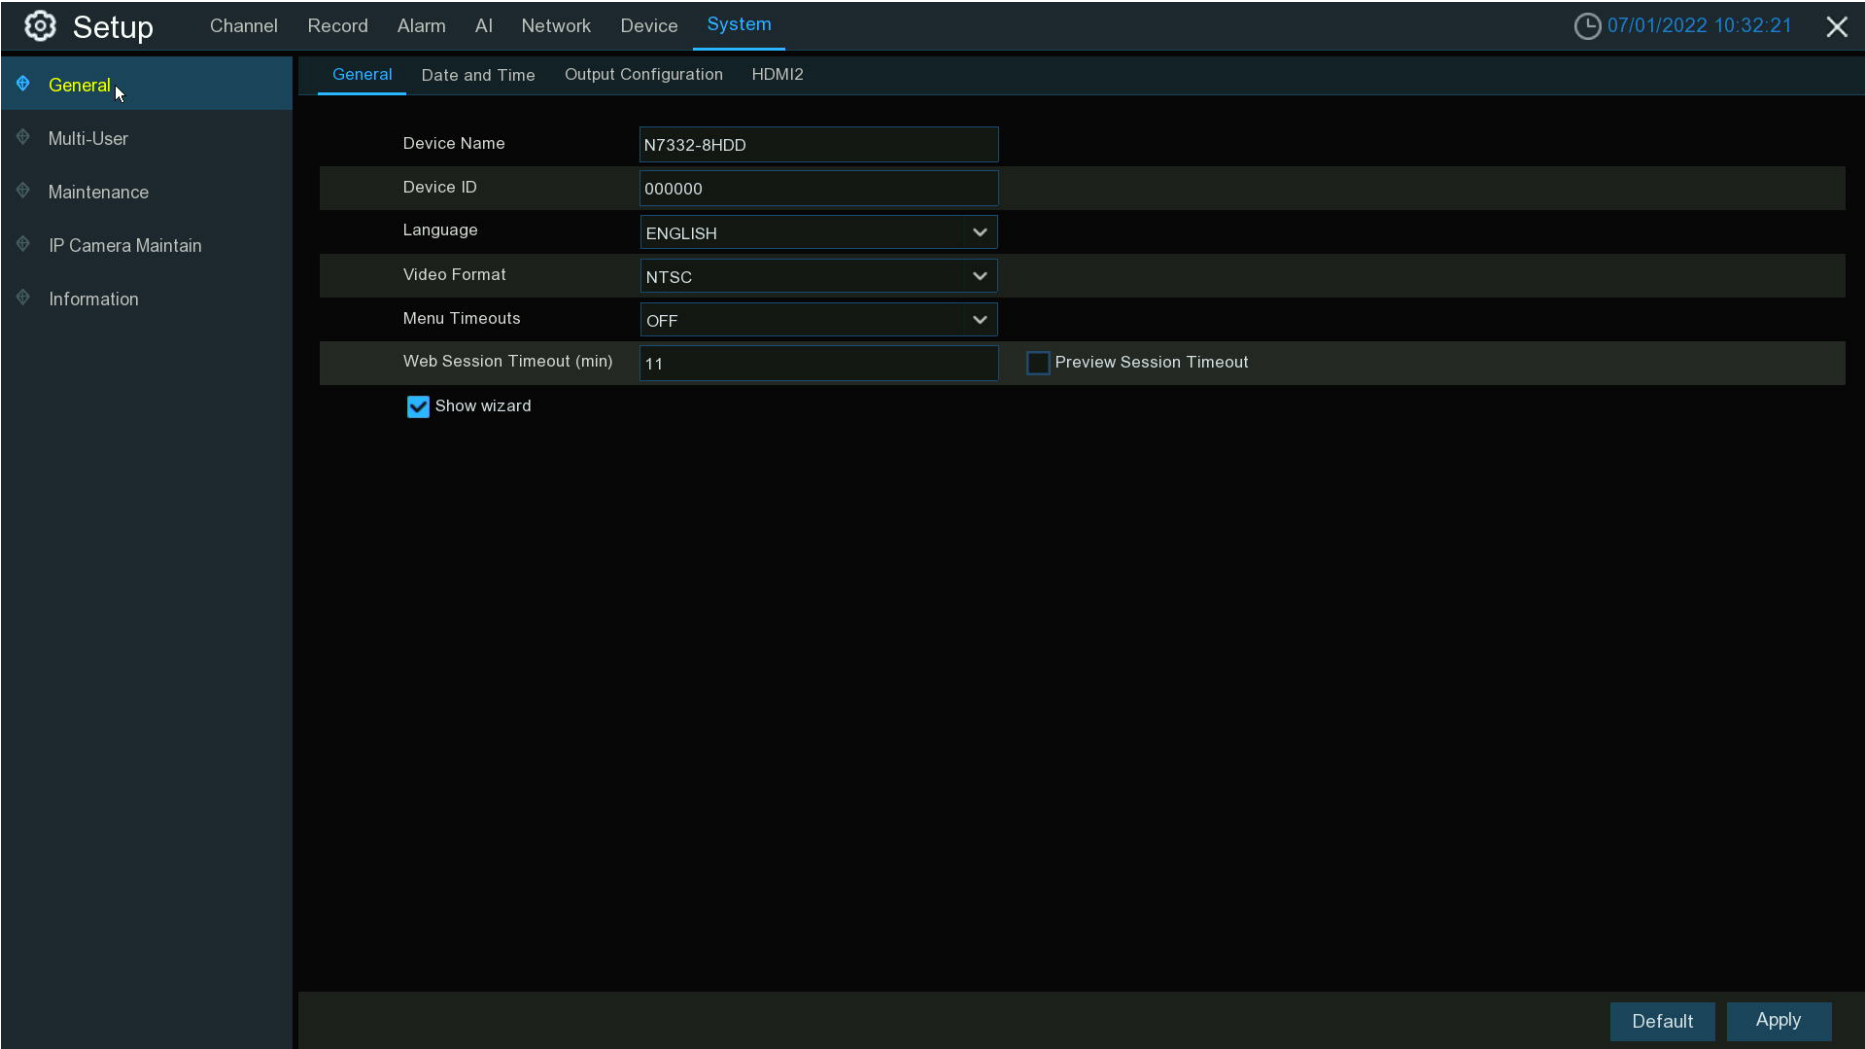 Setup Channel Record Alarm AI Network Device System 07/01/2022 10:32:21
General
Multi-User
Maintenance
IP Camera Maintain
Information
General Date and Time Output Configuration HDMI2
Device Name N7332-8HDD
Device ID 000000
Language ENGLISH
Video Format NTSC
Menu Timeouts OFF
Web Session Timeout (min) 11 Preview Session Timeout
Show wizard
Default Apply